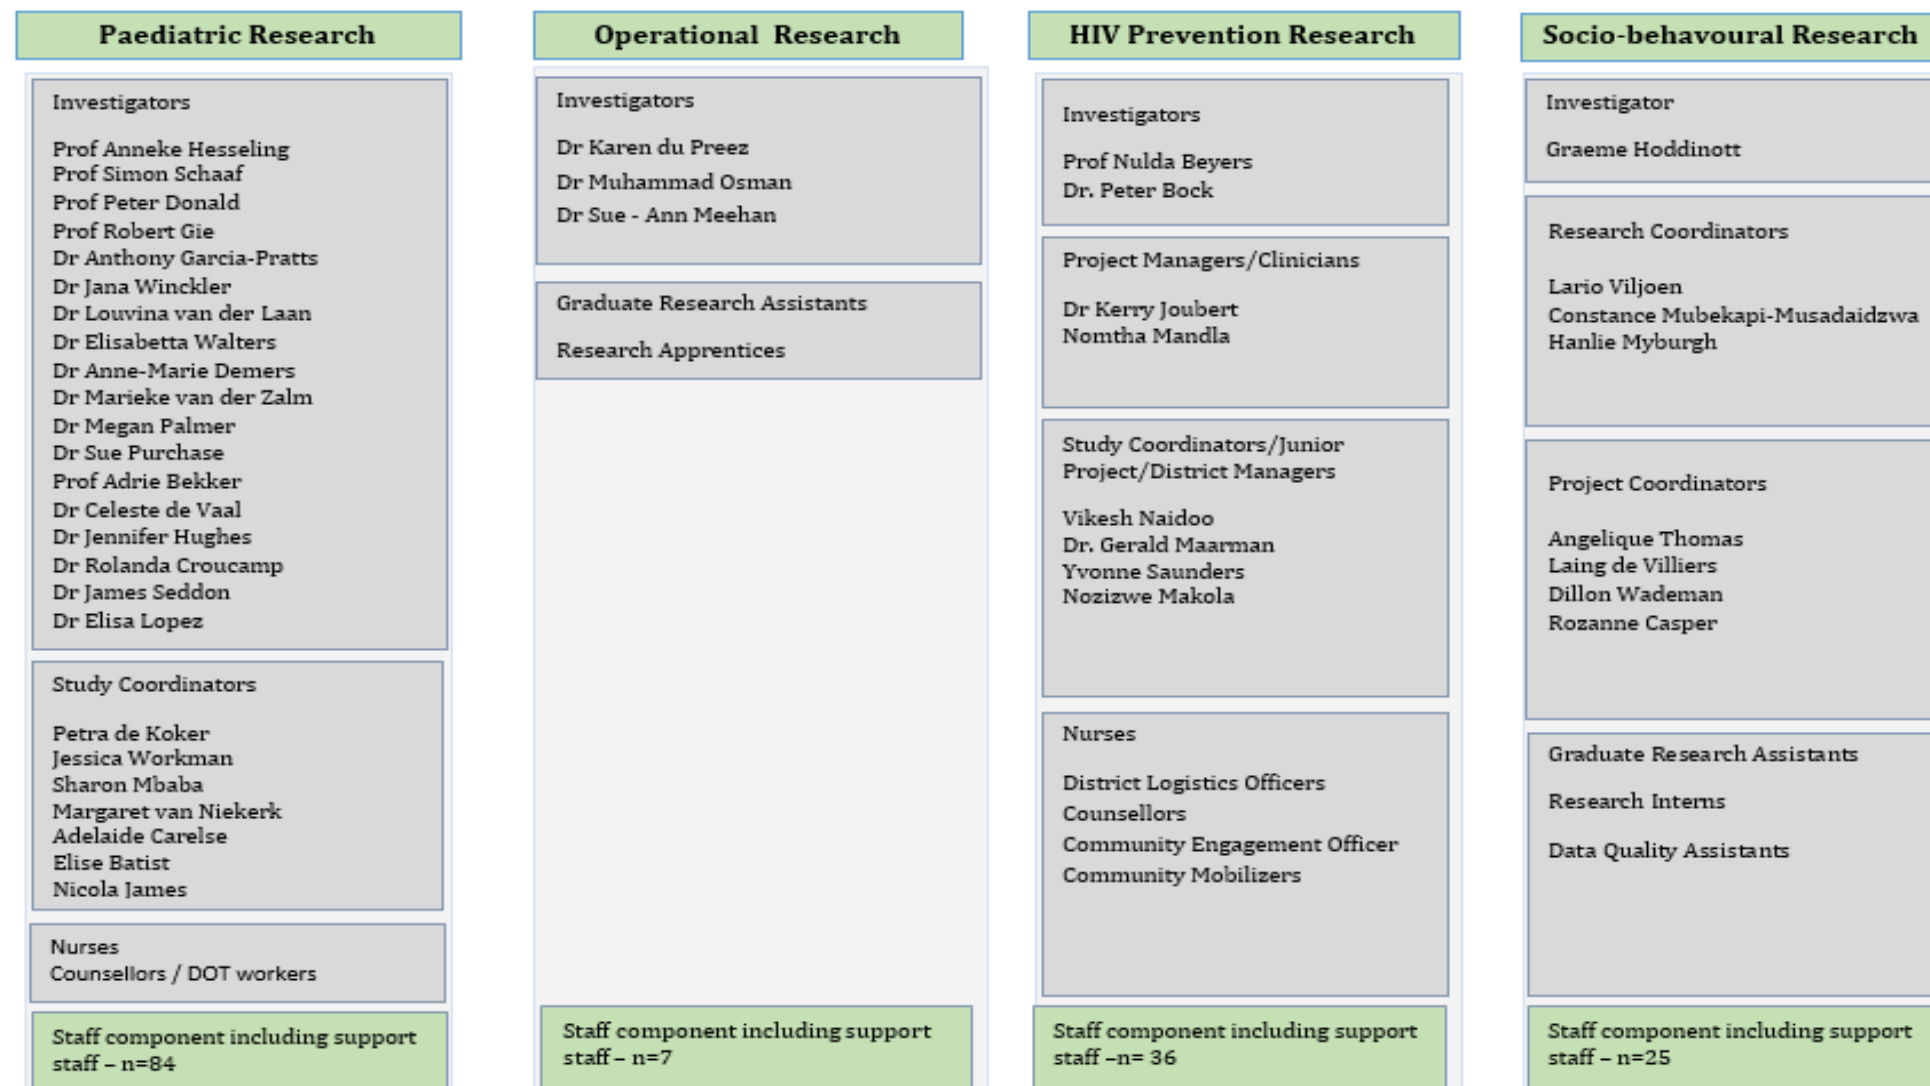 Paediatric Research
Investigators
Prof Anneke Hesseling
Prof Simon Schaaf
Prof Peter Donald
Prof Robert Gie
Dr Anthony Garcia-Pratts
Dr Jana Winckler
Dr Louvina van der Laan
Dr Elisabetta Walters
Dr Anne-Marie Demers
Dr Marieke van der Zalm
Dr Megan Palmer
Dr Sue Purchase
Prof Adrie Bekker
Dr Celeste de Vaal
Dr Jennifer Hughes
Dr Rolanda Croucamp
Dr James Seddon
Dr Elisa Lopez
Study Coordinators
Petra de Koker
Jessica Workman
Sharon Mbaba
Margaret van Niekerk
Adelaide Carelse
Elise Batist
Nicola James
Nurses
Counsellors / DOT workers
Staff component including support
staff – n=84
Operational Research
Investigators
Dr Karen du Preez
Dr Muhammad Osman
Dr Sue - Ann Meehan
Graduate Research Assistants
Research Apprentices
Staff component including support
staff – n=7
HIV Prevention Research
Investigators
Prof Nulda Beyers
Dr. Peter Bock
Project Managers/Clinicians
Dr Kerry Joubert
Nomtha Mandla
Study Coordinators/Junior
Project/District Managers
Vikesh Naidoo
Dr. Gerald Maarman
Yvonne Saunders
Nozizwe Makola
Nurses
District Logistics Officers
Counsellors
Community Engagement Officer
Community Mobilizers
Staff component including support
staff –n= 36
Socio-behavoural Research
Investigator
Graeme Hoddinott
Research Coordinators
Lario Viljoen
Constance Mubekapi-Musadaidzwa
Hanlie Myburgh
Project Coordinators
Angelique Thomas
Laing de Villiers
Dillon Wademan
Rozanne Casper
Graduate Research Assistants
Research Interns
Data Quality Assistants
Staff component including support
staff – n=25